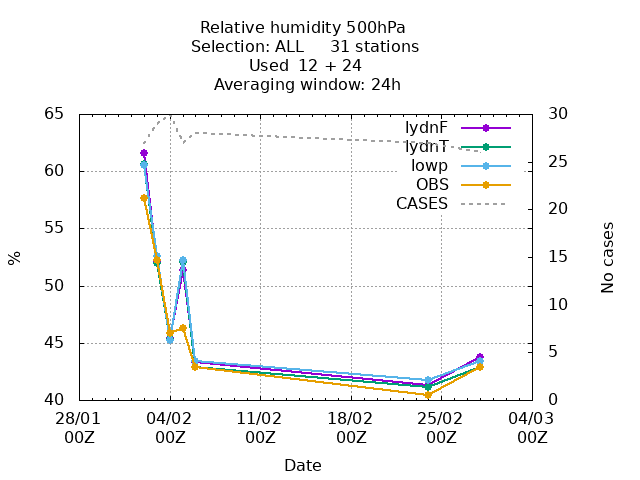 Relative humidity 500hPa
Selection: ALL 31 stations
Used 12 + 24
Averaging window: 24h
65 30
lydnF
lydnT
60 25
lowp
OBS
CASES
20
55
%
50 15
No cases
10
45
5
40 0
28/01 04/02 11/02 18/02 25/02 04/03
00Z 00Z 00Z 00Z 00Z 00Z
Date